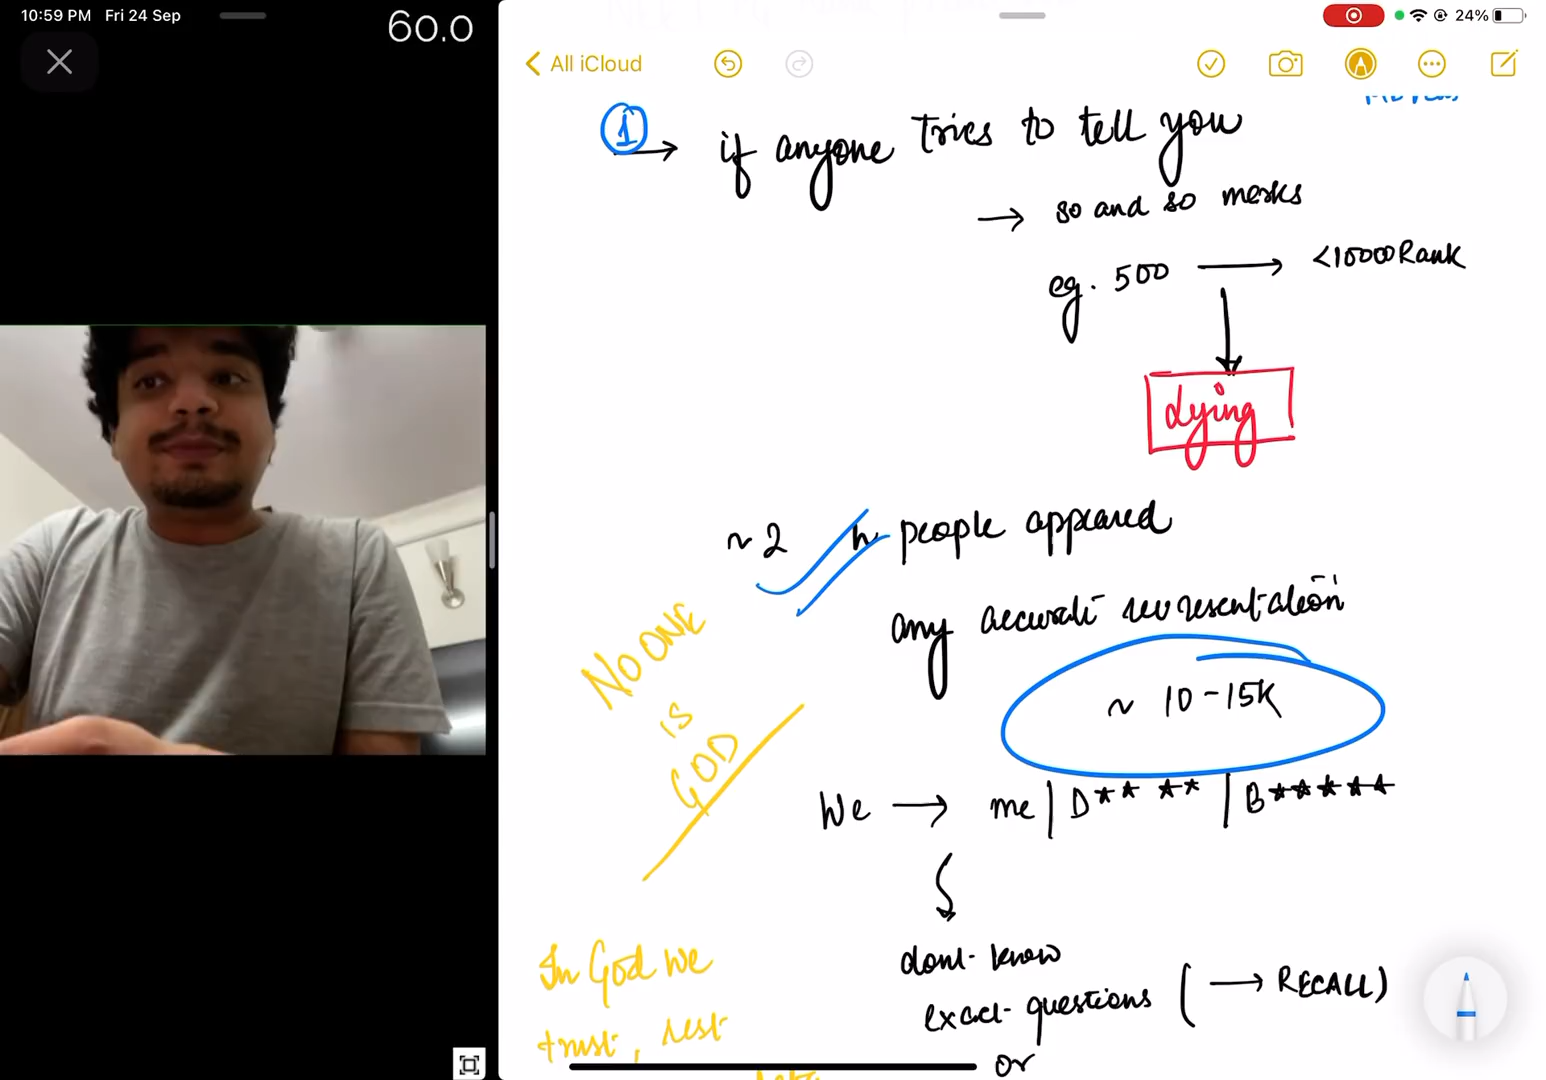 10:59 PM Fri 24 Sep
60.0
24%
All iCloud
1 → if anyone tries to tell you
→ so and so marks
eg. 500 → <10000 Rank
Lying
~ 2 people appeared
any accurate representation
~ 10-15K
NO ONE
IS
GOD
We → me | D** ** | B*****
dont know
exact questions ( → RECALL)
or
In God we
trust, rest